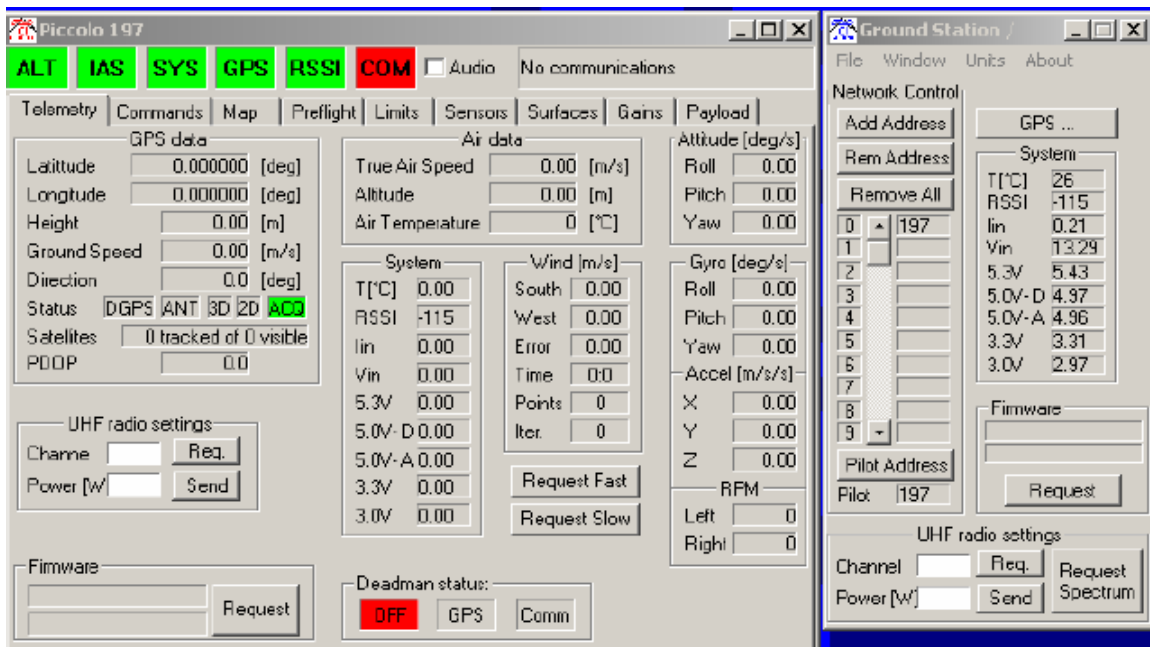 Piccolo 197
ALT IAS SYS GPS RSSI COM Audio No communications
Telemetry Commands Map Preflight Limits Sensors Surfaces Gains Payload
GPS data
Latittude 0.000000 [deg]
Longitude 0.000000 [deg]
Height 0.00 [m]
Ground Speed 0.00 [m/s]
Direction 0.0 [deg]
Status DGPS ANT 3D 2D ACQ
Satellites 0 tracked of 0 visible
PDOP 0.0
Air data
True Air Speed 0.00 [m/s]
Altitude 0.00 [m]
Air Temperature 0 [°C]
Attitude [deg/s]
Roll 0.00
Pitch 0.00
Yaw 0.00
System
T[°C] 0.00
RSSI -115
Iin 0.00
Vin 0.00
5.3V 0.00
5.0V-D 0.00
5.0V-A 0.00
3.3V 0.00
3.0V 0.00
Wind [m/s]
South 0.00
West 0.00
Error 0.00
Time 0:0
Points 0
Iter. 0
Request Fast
Request Slow
Gyro [deg/s]
Roll 0.00
Pitch 0.00
Yaw 0.00
Accel [m/s/s]
X 0.00
Y 0.00
Z 0.00
RPM
Left 0
Right 0
UHF radio settings
Channe Req.
Power [W Send
Firmware
Request
Deadman status:
OFF GPS Comm
Ground Station /
File Window Units About
Network Control
Add Address
Rem Address
Remove All
0 197
1
2
3
4
5
6
7
8
9
Pilot Address
Pilot 197
GPS ...
System
T[°C] 26
RSSI -115
Iin 0.21
Vin 13.29
5.3V 5.43
5.0V-D 4.97
5.0V-A 4.96
3.3V 3.31
3.0V 2.97
Firmware
Request
UHF radio settings
Channel Req.
Power [W] Send
Request
Spectrum